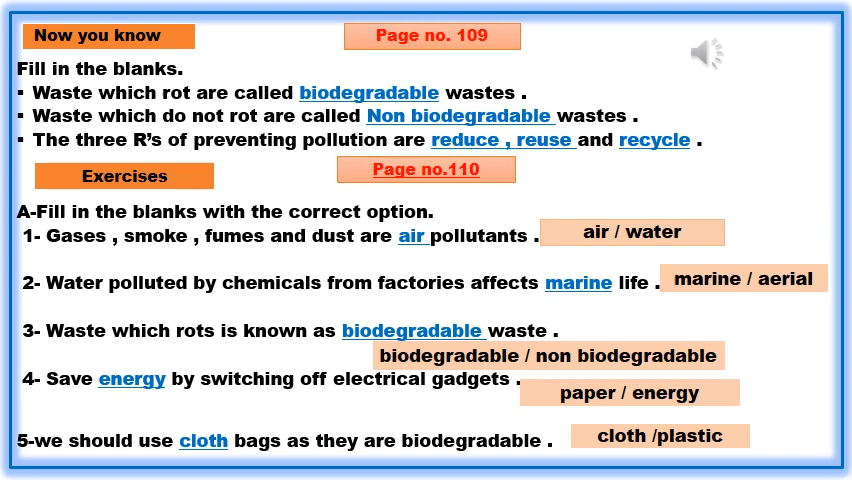 Now you know
Page no. 109
Fill in the blanks.
▪ Waste which rot are called biodegradable wastes .
▪ Waste which do not rot are called Non biodegradable wastes .
▪ The three R’s of preventing pollution are reduce , reuse and recycle .
Exercises
Page no.110
A-Fill in the blanks with the correct option.
1- Gases , smoke , fumes and dust are air pollutants .
air / water
2- Water polluted by chemicals from factories affects marine life .
marine / aerial
3- Waste which rots is known as biodegradable waste .
biodegradable / non biodegradable
4- Save energy by switching off electrical gadgets .
paper / energy
5-we should use cloth bags as they are biodegradable .
cloth /plastic